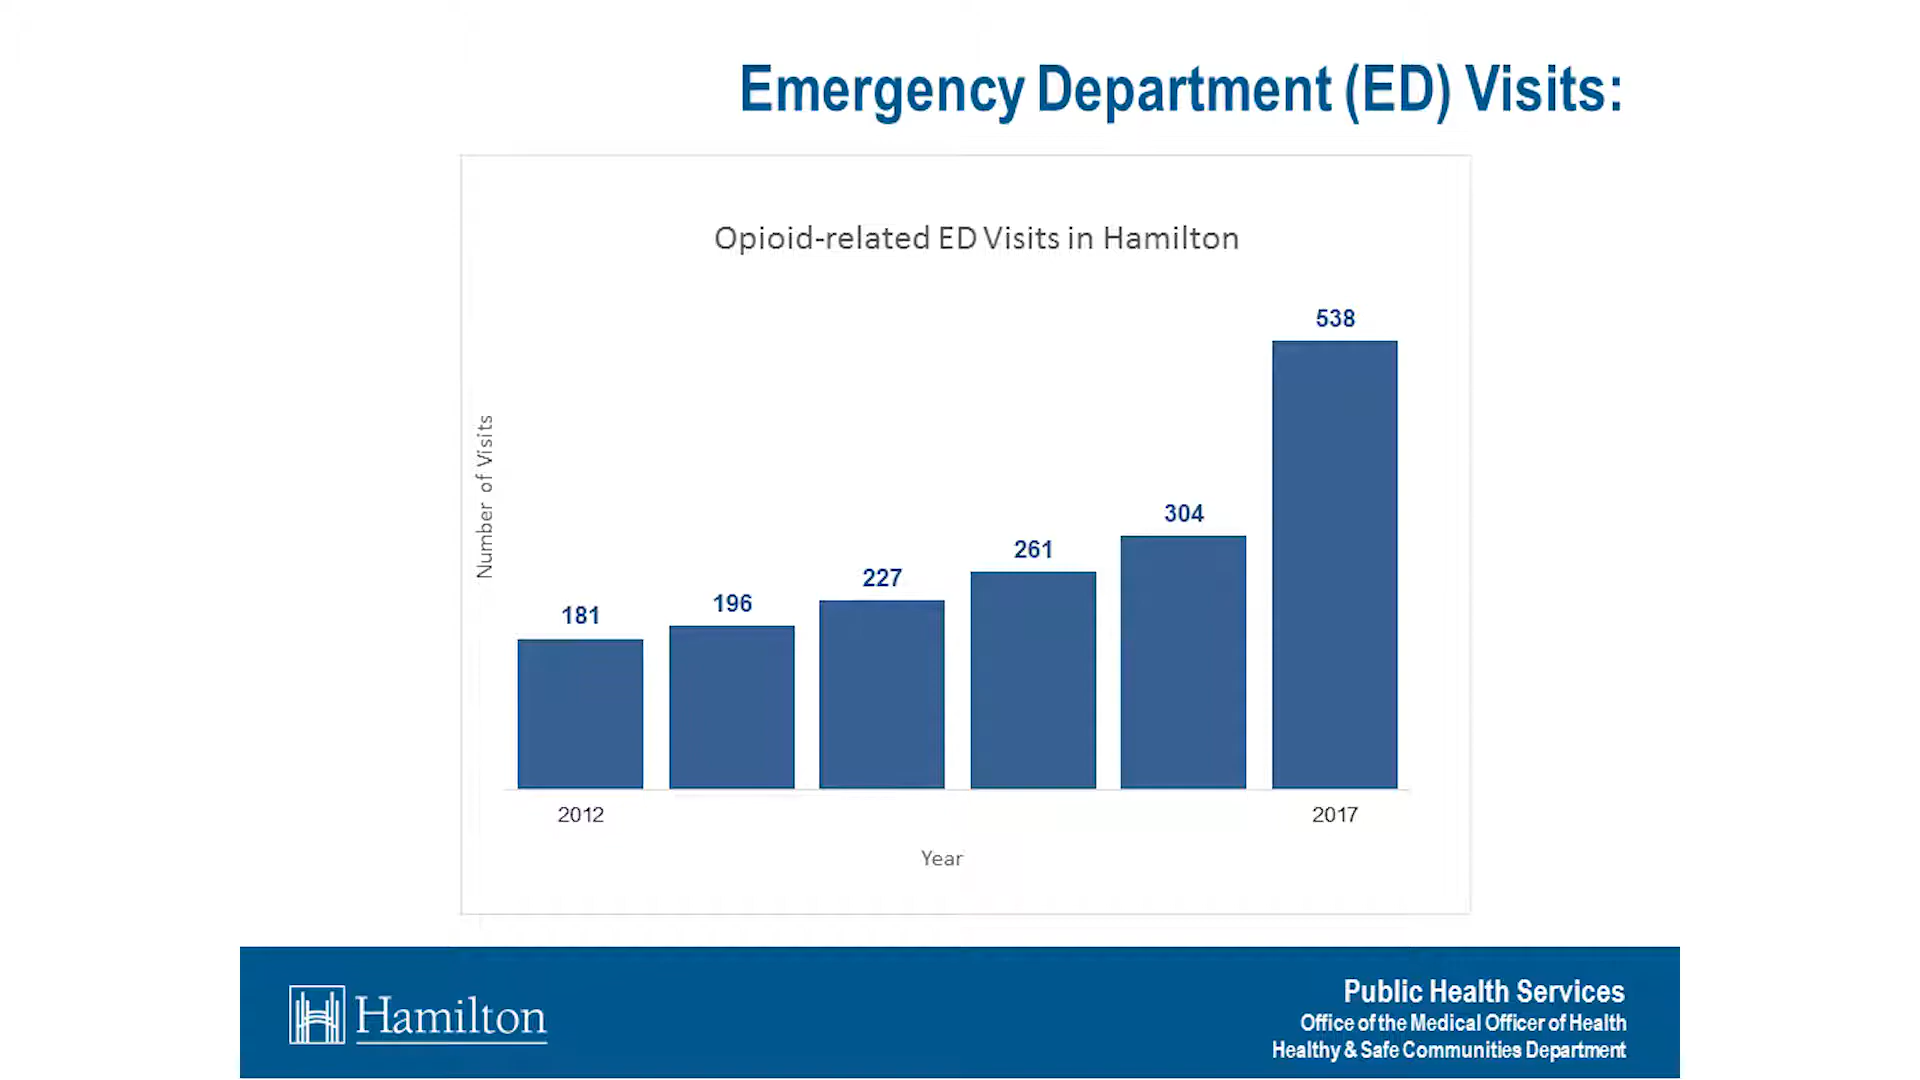 Emergency Department (ED) Visits:
Opioid-related ED Visits in Hamilton
Number of Visits
181
196
227
261
304
538
2012
2017
Year
Hamilton
Public Health Services
Office of the Medical Officer of Health
Healthy & Safe Communities Department